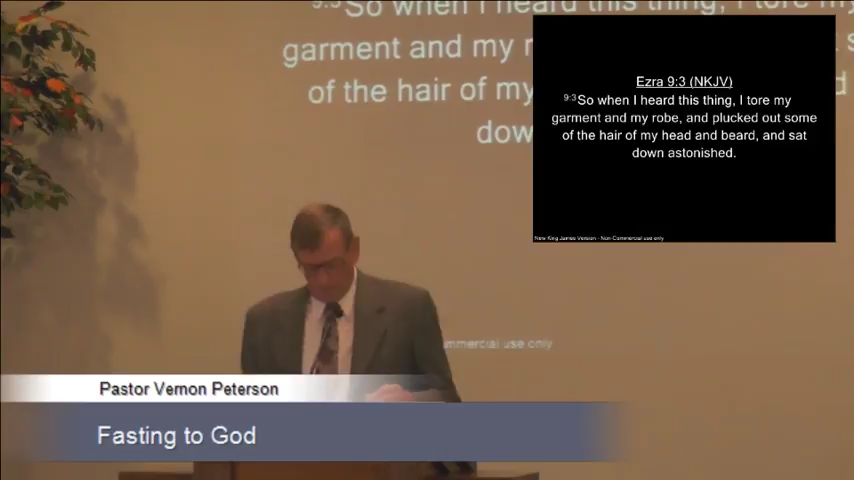 9:3So when I heard this thing, I tore my
garment and my r
of the hair of my
dow
Ezra 9:3 (NKJV)
9:3So when I heard this thing, I tore my
garment and my robe, and plucked out some
of the hair of my head and beard, and sat
down astonished.
New King James Version - Non-Commercial use only
mmercial use only
Pastor Vernon Peterson
Fasting to God